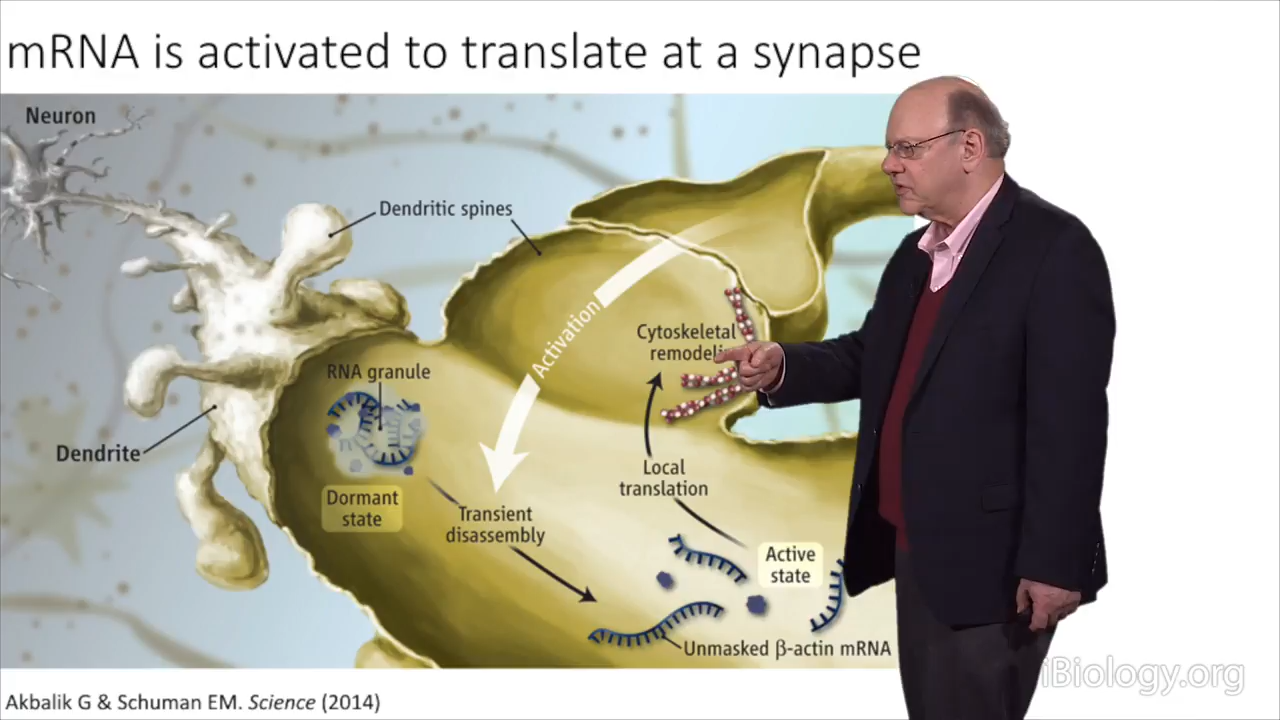 mRNA is activated to translate at a synapse
Neuron
Dendritic spines
Activation
Cytoskeletal
RNA granule
Dendrite
Dormant
state
Transient
disassembly
Local
translation
Active
state
Unmasked β-actin mRNA
Akbalik G & Schuman EM. Science (2014)
iBiology.org